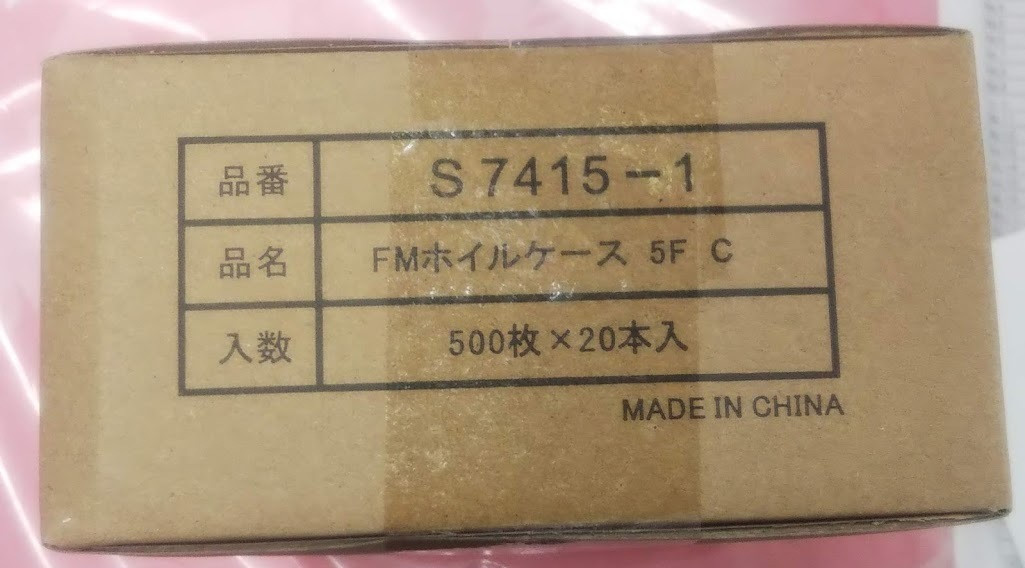 品番 S7415-1
品名 FMホイルケース 5F C
入数 500枚×20本入
MADE IN CHINA